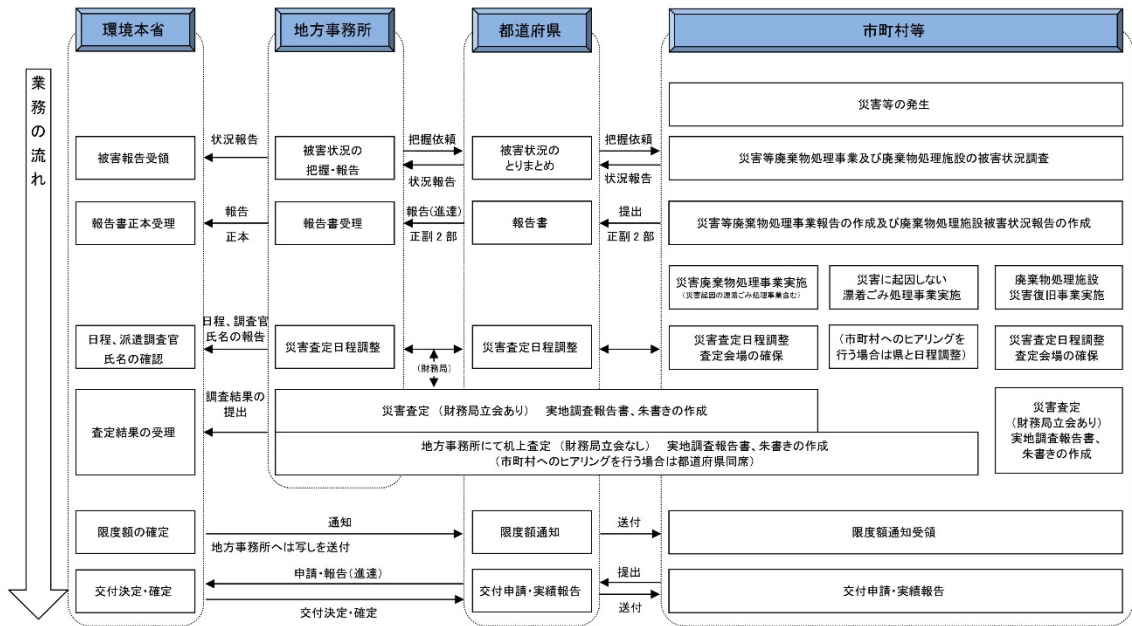 環境本省
地方事務所
都道府県
市町村等
業務の流れ
災害等の発生
被害報告受領
状況報告
被害状況の
把握・報告
把握依頼
状況報告
被害状況の
とりまとめ
把握依頼
状況報告
災害等廃棄物処理事業及び廃棄物処理施設の被害状況調査
報告書正本受理
報告
正本
報告書受理
報告(進達)
正副2部
報告書
提出
正副2部
災害等廃棄物処理事業報告の作成及び廃棄物処理施設被害状況報告の作成
災害廃棄物処理事業実施
(災害起因の漂着ごみ処理事業含む)
災害に起因しない
漂着ごみ処理事業実施
廃棄物処理施設
災害復旧事業実施
日程、派遣調査官
氏名の確認
日程、調査官
氏名の報告
災害査定日程調整
(財務局)
災害査定日程調整
災害査定日程調整
査定会場の確保
(市町村へのヒアリングを
行う場合は県と日程調整)
災害査定日程調整
査定会場の確保
査定結果の受理
調査結果の
提出
災害査定 (財務局立会あり) 実地調査報告書、朱書きの作成
地方事務所にて机上査定 (財務局立会なし) 実地調査報告書、朱書きの作成
(市町村へのヒアリングを行う場合は都道府県同席)
災害査定
(財務局立会あり)
実地調査報告書、
朱書きの作成
限度額の確定
通知
地方事務所へは写しを送付
限度額通知
送付
限度額通知受領
交付決定・確定
申請・報告(進達)
交付決定・確定
交付申請・実績報告
提出
送付
交付申請・実績報告